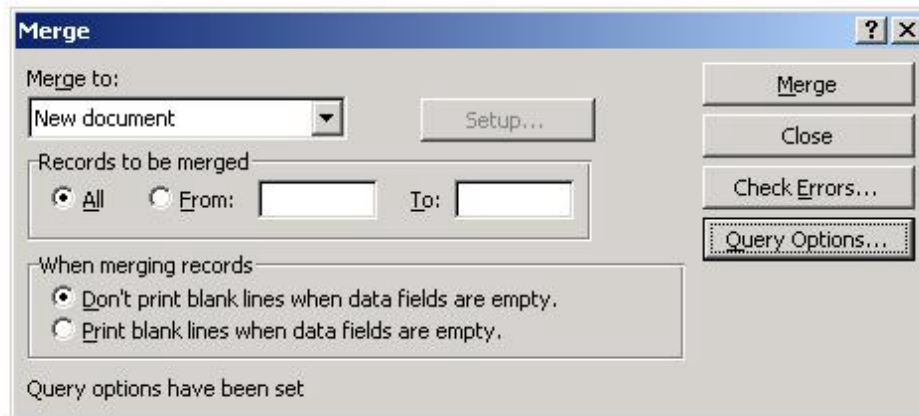 Merge
Merge to:
New document
Setup...
Merge
Close
Records to be merged
All From: To:
Check Errors...
Query Options...
When merging records
Don't print blank lines when data fields are empty.
Print blank lines when data fields are empty.
Query options have been set